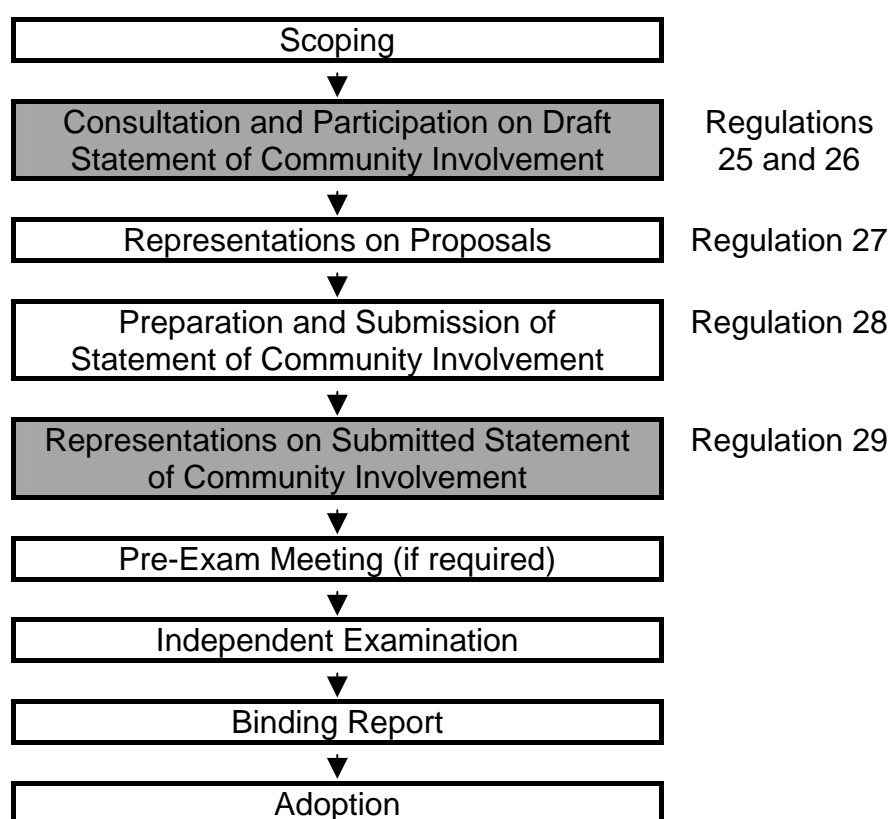 Scoping
Consultation and Participation on Draft
Statement of Community Involvement
Regulations
25 and 26
Representations on Proposals
Regulation 27
Preparation and Submission of
Statement of Community Involvement
Regulation 28
Representations on Submitted Statement
of Community Involvement
Regulation 29
Pre-Exam Meeting (if required)
Independent Examination
Binding Report
Adoption